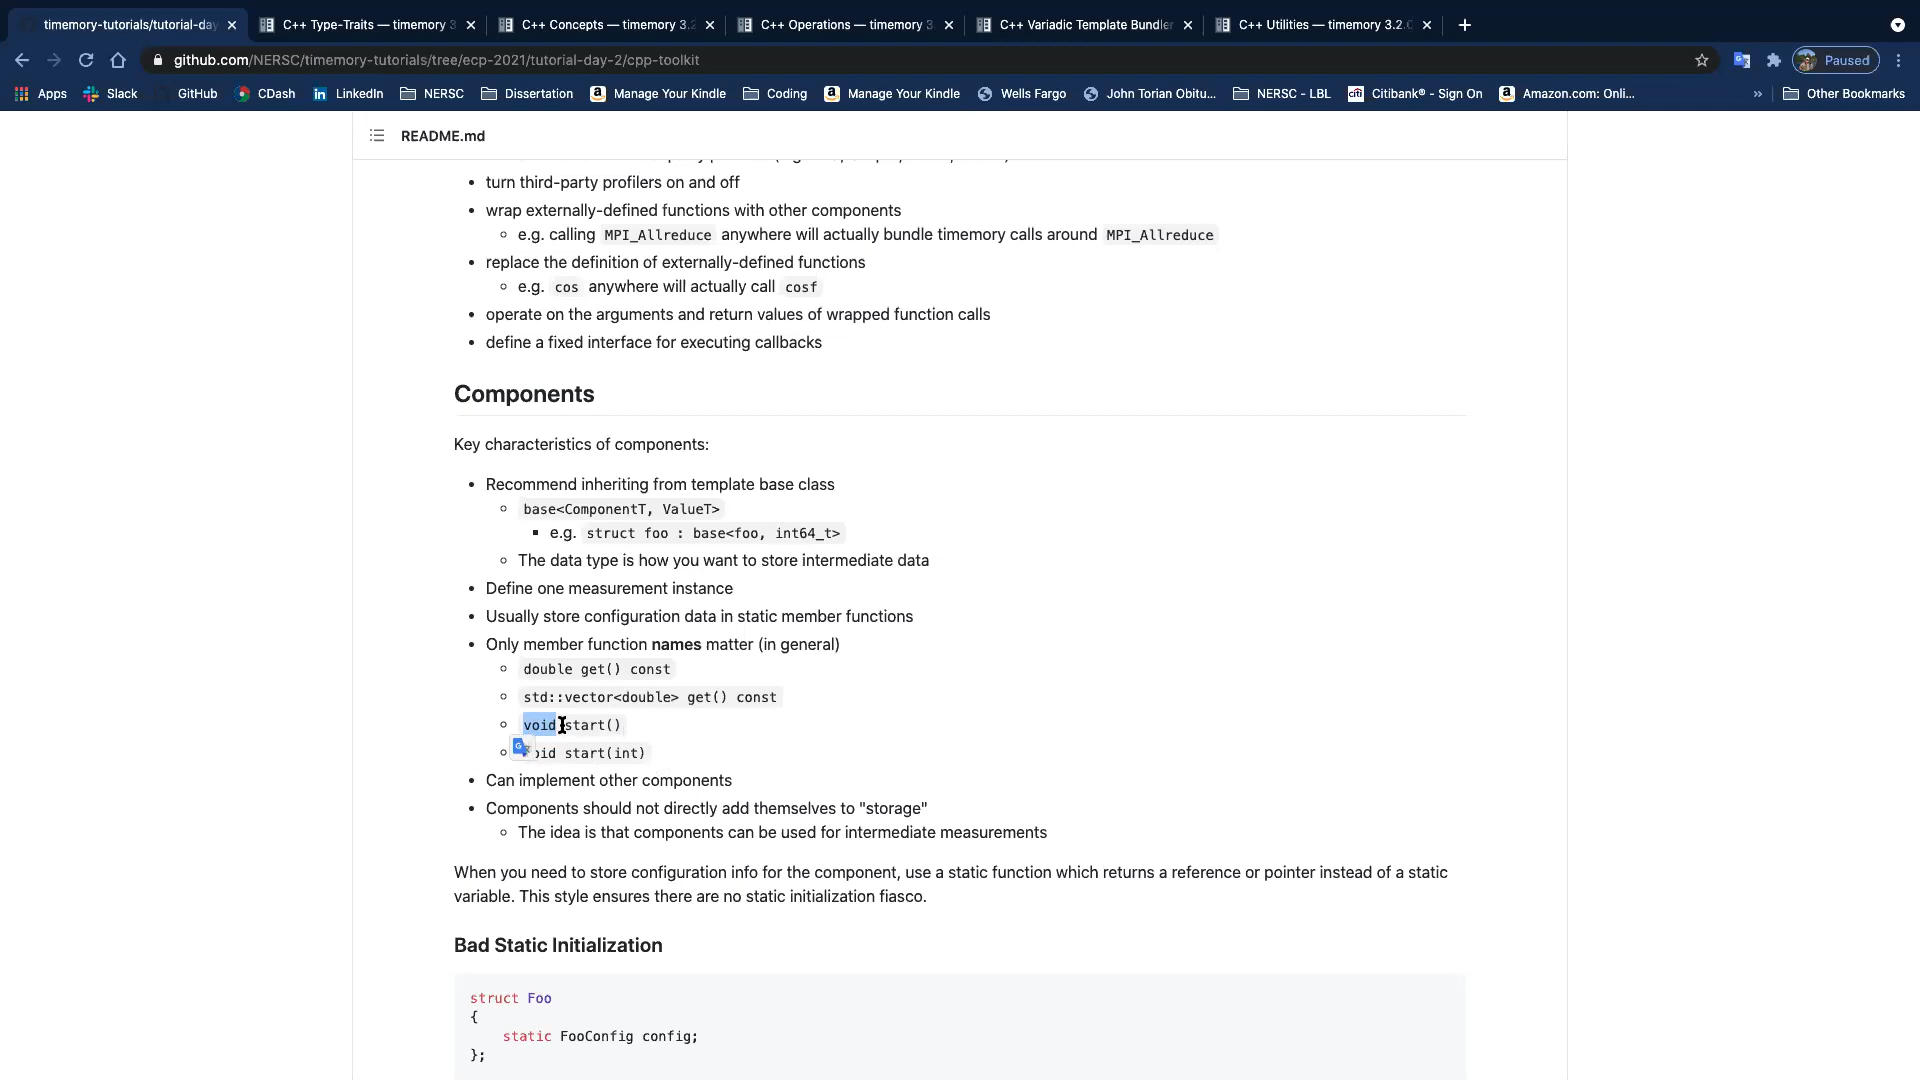 timemory-tutorials/tutorial-day
C++ Type-Traits — timemory 3
C++ Concepts — timemory 3.2
C++ Operations — timemory 3.
C++ Variadic Template Bundler
C++ Utilities — timemory 3.2.0
github.com/NERSC/timemory-tutorials/tree/ecp-2021/tutorial-day-2/cpp-toolkit
Paused
Apps Slack GitHub CDash LinkedIn NERSC Dissertation Manage Your Kindle Coding Manage Your Kindle Wells Fargo John Torian Obitu... NERSC - LBL Citibank® - Sign On Amazon.com: Onli... » Other Bookmarks
README.md
• turn third-party profilers on and off
• wrap externally-defined functions with other components
e.g. calling MPI_Allreduce anywhere will actually bundle timemory calls around MPI_Allreduce
• replace the definition of externally-defined functions
e.g. cos anywhere will actually call cosf
• operate on the arguments and return values of wrapped function calls
• define a fixed interface for executing callbacks
Components
Key characteristics of components:
• Recommend inheriting from template base class
base<ComponentT, ValueT>
e.g. struct foo : base<foo, int64_t>
The data type is how you want to store intermediate data
• Define one measurement instance
• Usually store configuration data in static member functions
• Only member function names matter (in general)
double get() const
std::vector<double> get() const
void start()
start(int)
• Can implement other components
• Components should not directly add themselves to "storage"
The idea is that components can be used for intermediate measurements
When you need to store configuration info for the component, use a static function which returns a reference or pointer instead of a static
variable. This style ensures there are no static initialization fiasco.
Bad Static Initialization
struct Foo
{
static FooConfig config;
};